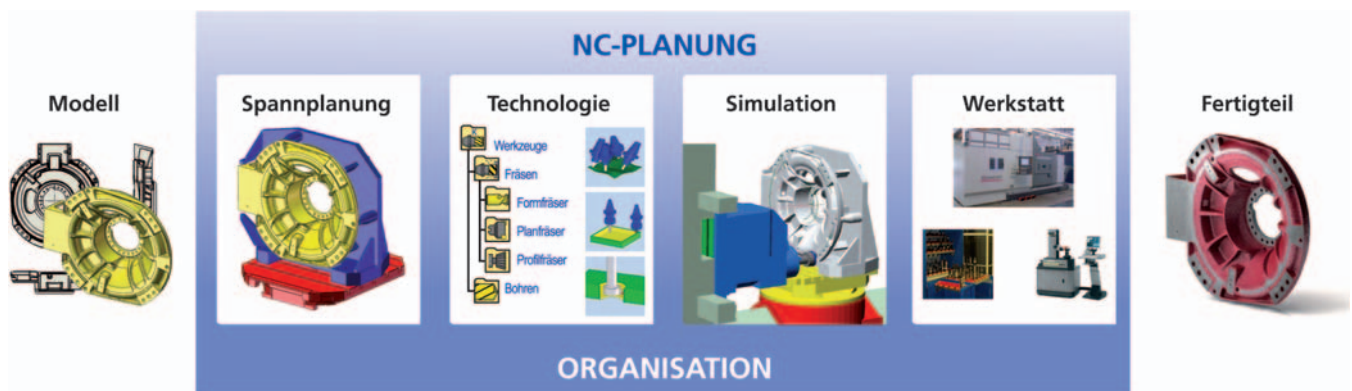 NC-PLANUNG
Modell
Spannplanung
Technologie
Simulation
Werkstatt
Fertigteil
Werkzeuge
Fräsen
Formfräser
Planfräser
Profilfräser
Bohren
ORGANISATION